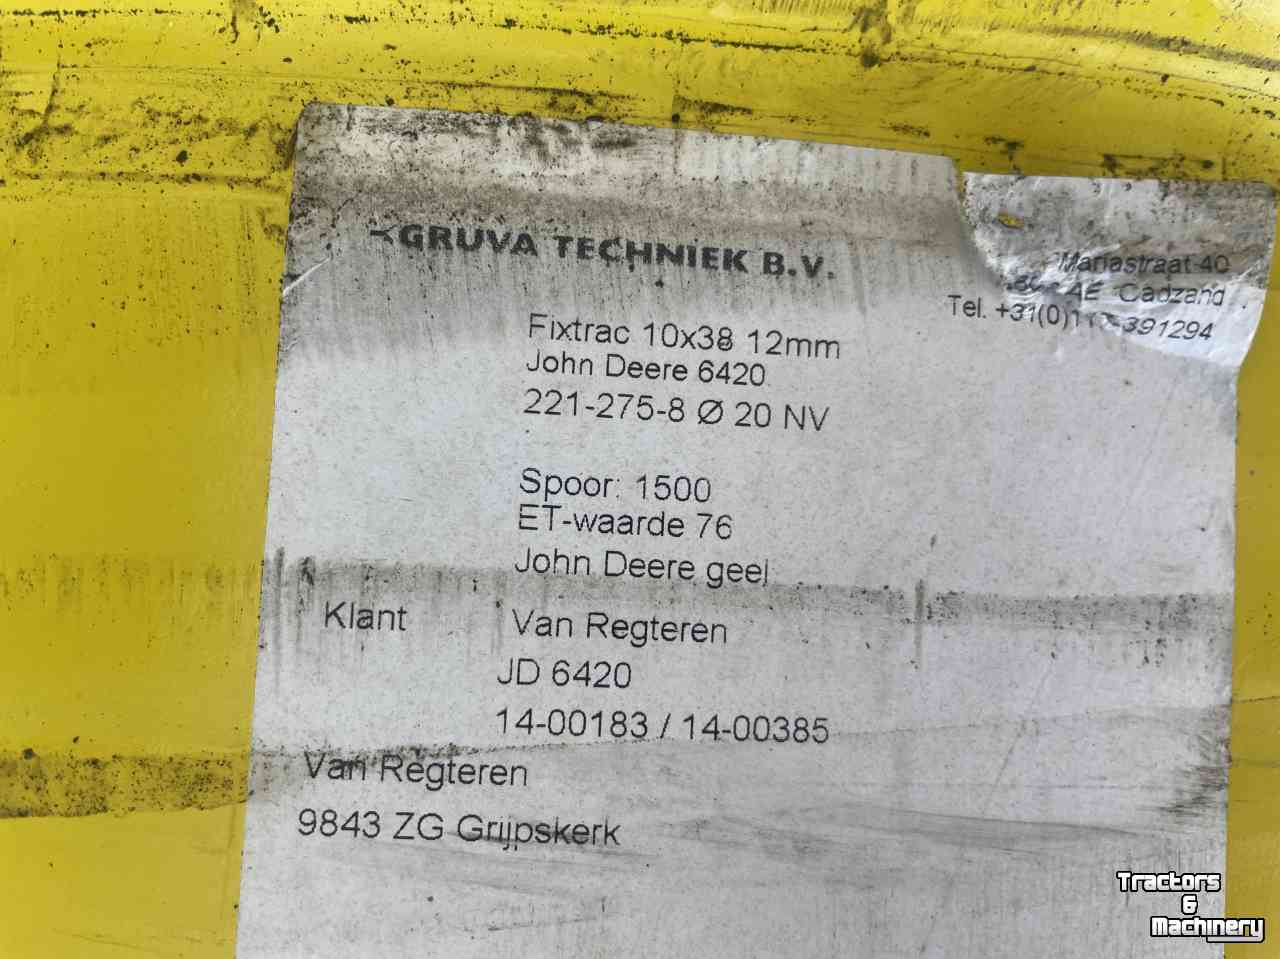 GRUVA TECHNIEK B.V.
Mariastraat 40
AE Cadzand
Tel. +31(0)117-391294
Fixtrac 10x38 12mm
John Deere 6420
221-275-8 Ø 20 NV
Spoor: 1500
ET-waarde 76
John Deere geel
Klant Van Regteren
JD 6420
14-00183 / 14-00385
Van Regteren
9843 ZG Grijpskerk
Tractors
&
Machinery